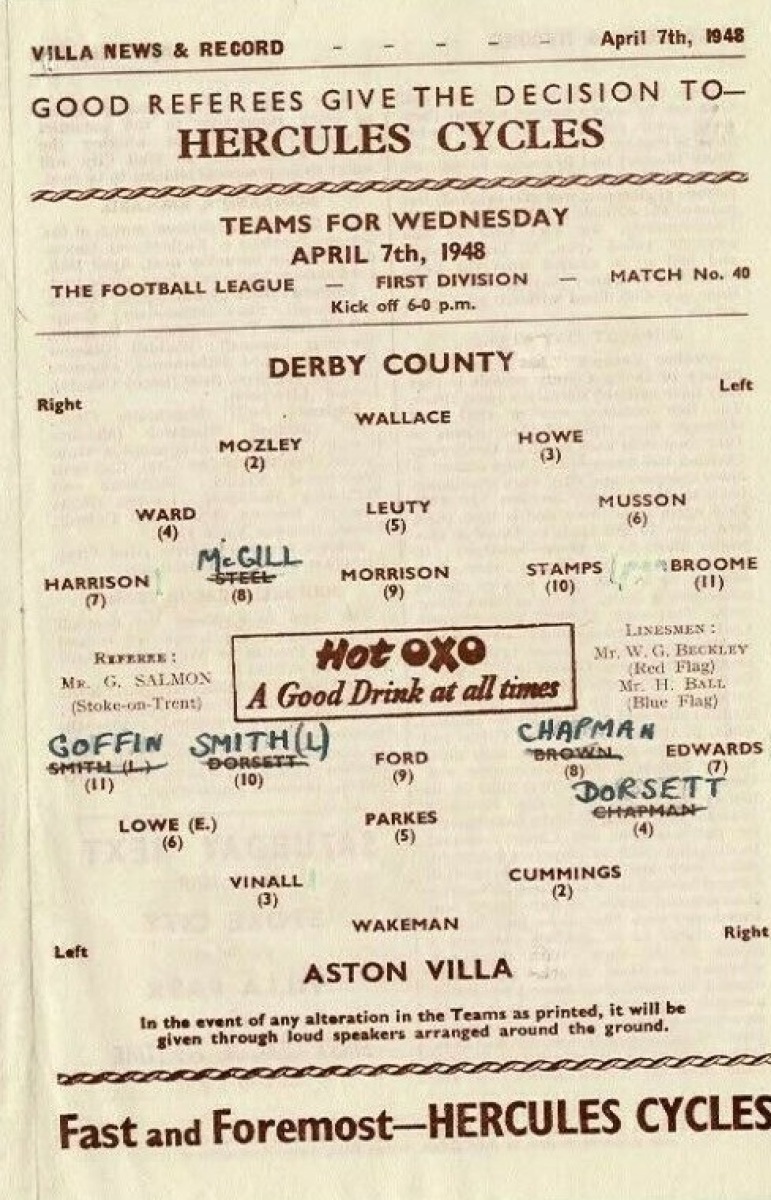 VILLA NEWS & RECORD - - - - - April 7th, 1948
GOOD REFEREES GIVE THE DECISION TO—
HERCULES CYCLES
TEAMS FOR WEDNESDAY
APRIL 7th, 1948
THE FOOTBALL LEAGUE — FIRST DIVISION — MATCH No. 40
Kick off 6-0 p.m.
DERBY COUNTY
Right Left
WALLACE
MOZLEY HOWE
(2) (3)
WARD LEUTY MUSSON
(4) (5) (6)
McGILL
HARRISON STEEL MORRISON STAMPS BROOME
(7) (8) (9) (10) (11)
REFEREE :
MR. G. SALMON
(Stoke-on-Trent)
Hot OXO
A Good Drink at all times
LINESMEN :
Mr. W. G. BECKLEY
(Red Flag)
Mr. H. BALL
(Blue Flag)
GOFFIN SMITH(L) CHAPMAN
SMITH (L.) DORSETT FORD BROWN EDWARDS
(11) (10) (9) (8) (7)
DORSETT
LOWE (E.) PARKES CHAPMAN
(6) (5) (4)
VINALL CUMMINGS
(3) (2)
WAKEMAN
Left Right
ASTON VILLA
In the event of any alteration in the Teams as printed, it will be
given through loud speakers arranged around the ground.
Fast and Foremost—HERCULES CYCLES